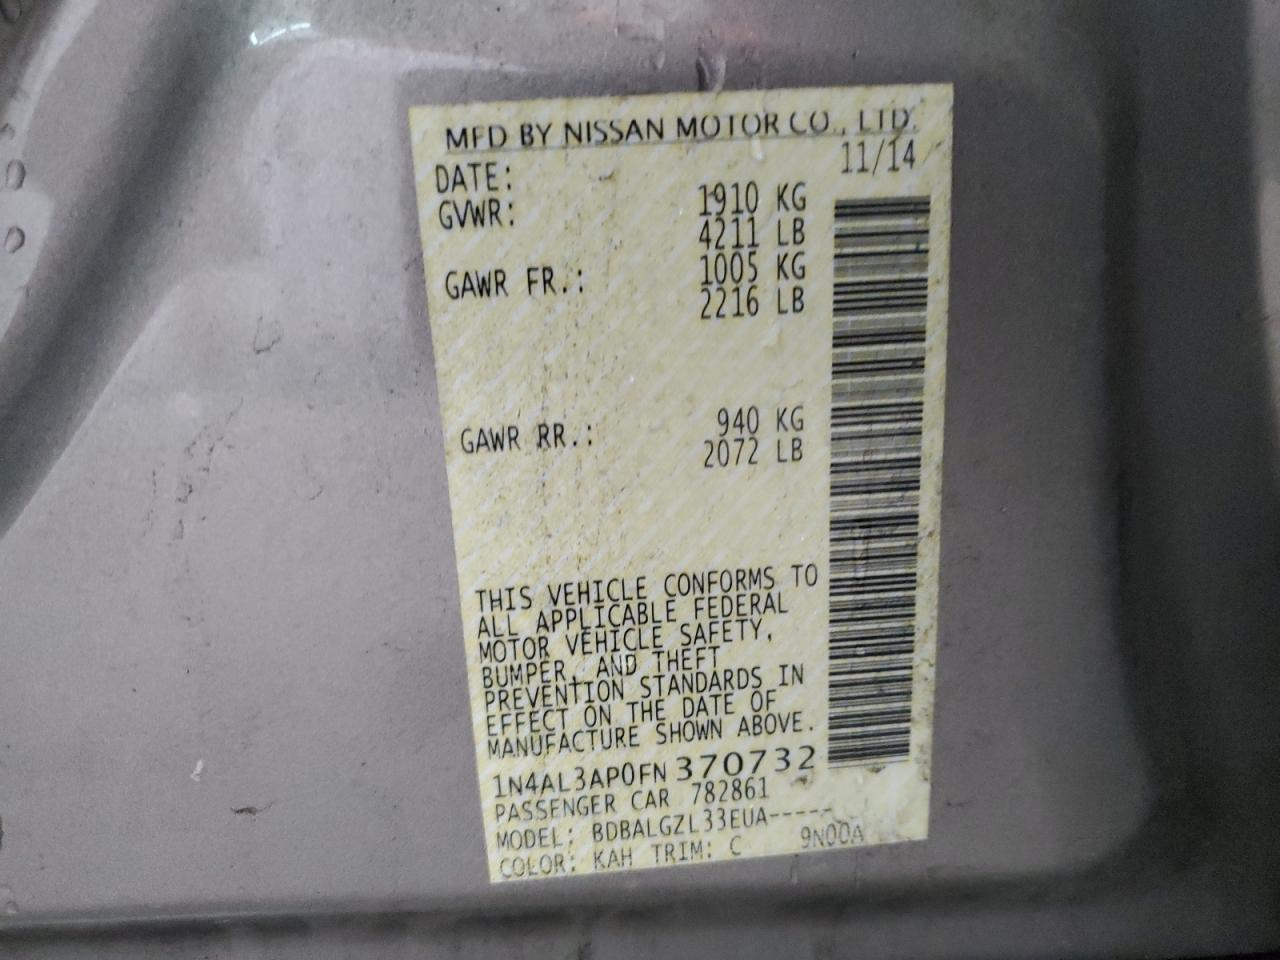 MFD BY NISSAN MOTOR CO., LTD.
DATE: 11/14
GVWR: 1910 KG
4211 LB
GAWR FR.: 1005 KG
2216 LB
GAWR RR.: 940 KG
2072 LB
THIS VEHICLE CONFORMS TO
ALL APPLICABLE FEDERAL
MOTOR VEHICLE SAFETY,
BUMPER, AND THEFT
PREVENTION STANDARDS IN
EFFECT ON THE DATE OF
MANUFACTURE SHOWN ABOVE.
1N4AL3AP0FN370732
PASSENGER CAR 782861
MODEL: BDBALGZL33EUA-----
COLOR: KAH TRIM: C 9N00A